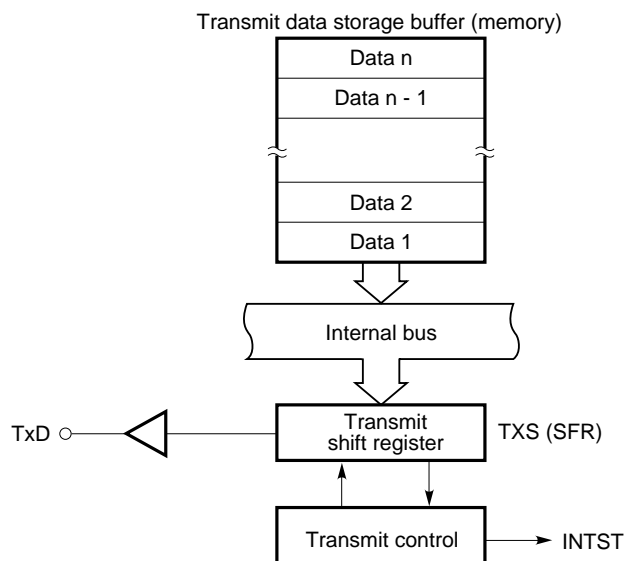 Transmit data storage buffer (memory)
Data n
Data n - 1
Data 2
Data 1
Internal bus
TxD
Transmit
shift register
TXS (SFR)
Transmit control
INTST